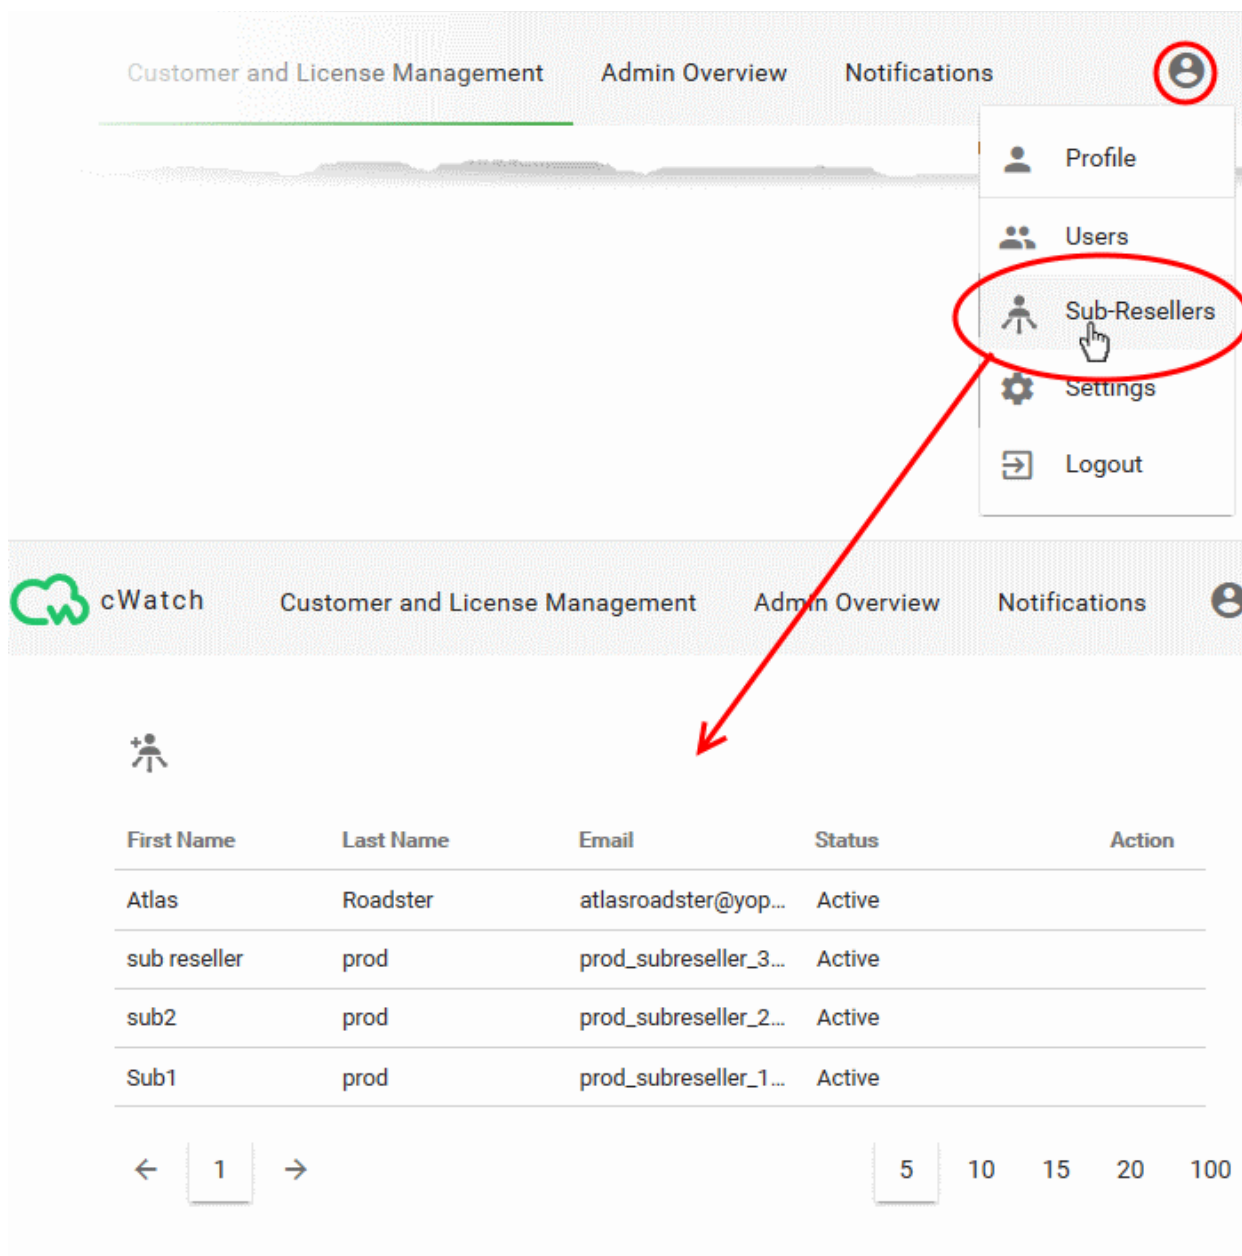 Customer and License Management Admin Overview Notifications
Profile
Users
Sub-Resellers
Settings
Logout
cWatch Customer and License Management Admin Overview Notifications
First Name Last Name Email Status Action
Atlas Roadster atlasroadster@yop... Active
sub reseller prod prod_subreseller_3... Active
sub2 prod prod_subreseller_2... Active
Sub1 prod prod_subreseller_1... Active
1 5 10 15 20 100